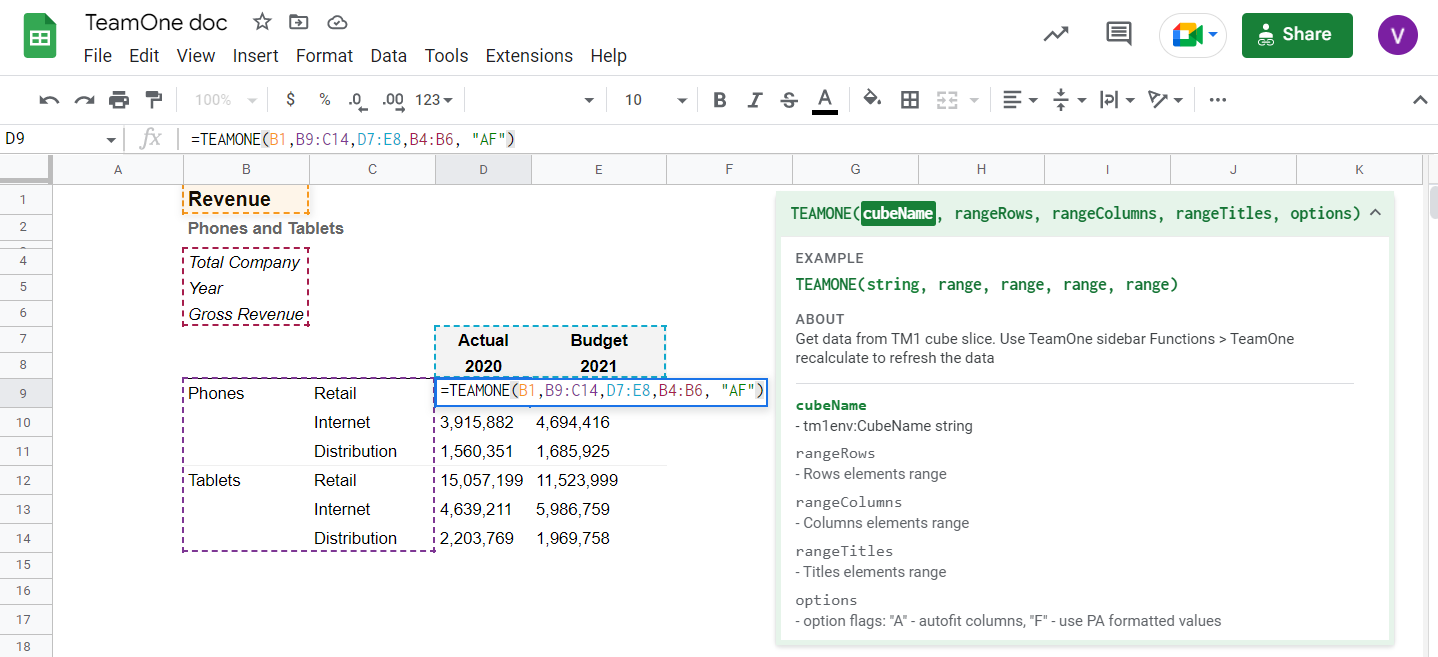 TeamOne doc
File Edit View Insert Format Data Tools Extensions Help
Share
V
100% $ % .0 .00 123 10 B I S A
D9 fx =TEAMONE(B1,B9:C14,D7:E8,B4:B6, "AF")
A B C D E F G H I J K
1 Revenue
2 Phones and Tablets
4 Total Company
5 Year
6 Gross Revenue
7 Actual Budget
8 2020 2021
9 Phones Retail =TEAMONE(B1,B9:C14,D7:E8,B4:B6, "AF")
10 Internet 3,915,882 4,694,416
11 Distribution 1,560,351 1,685,925
12 Tablets Retail 15,057,199 11,523,999
13 Internet 4,639,211 5,986,759
14 Distribution 2,203,769 1,969,758
15
16
17
18
TEAMONE(cubeName, rangeRows, rangeColumns, rangeTitles, options)
EXAMPLE
TEAMONE(string, range, range, range, range)
ABOUT
Get data from TM1 cube slice. Use TeamOne sidebar Functions > TeamOne
recalculate to refresh the data
cubeName
- tm1env:CubeName string
rangeRows
- Rows elements range
rangeColumns
- Columns elements range
rangeTitles
- Titles elements range
options
- option flags: "A" - autofit columns, "F" - use PA formatted values